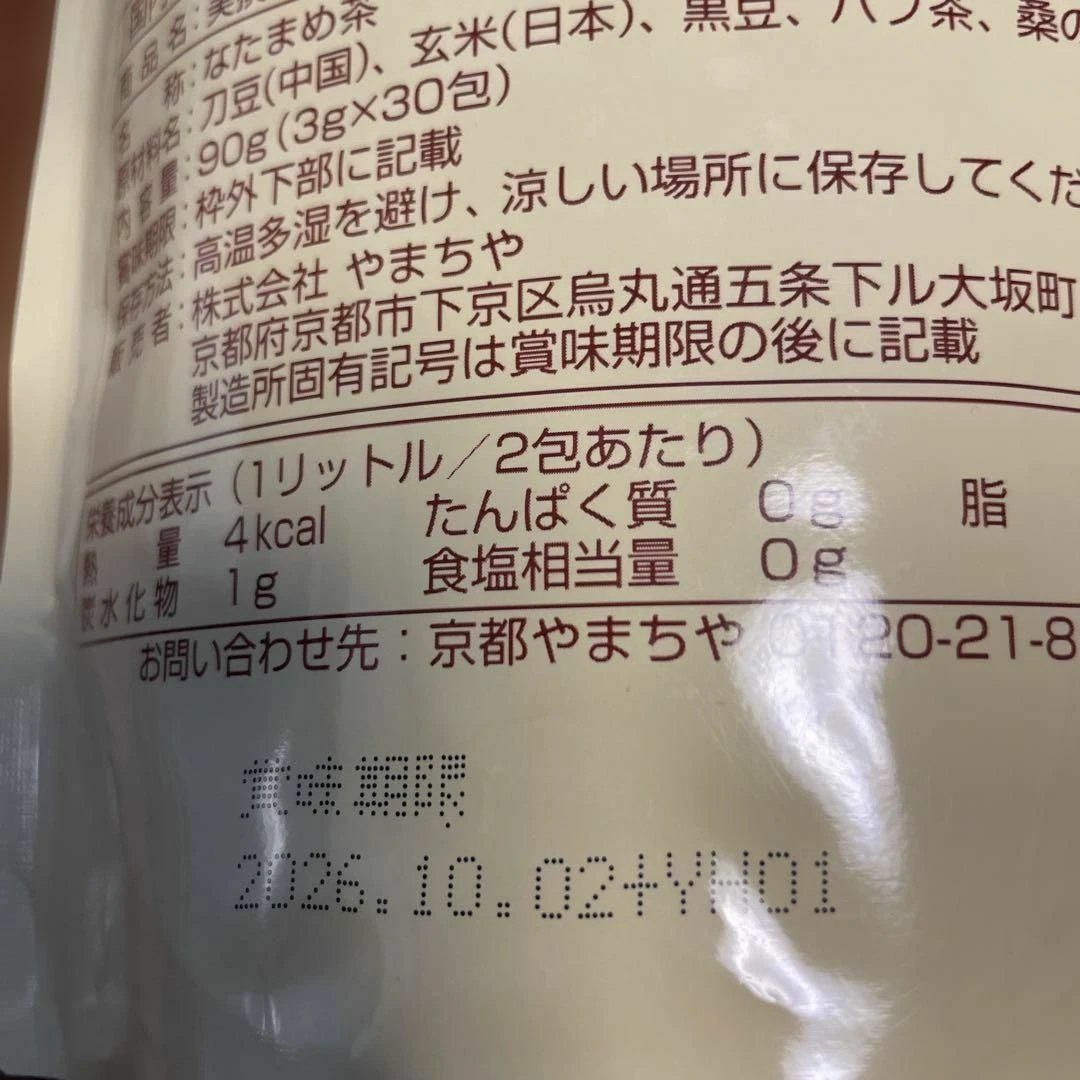 商品名：
名称：なたまめ茶
原材料名：刀豆(中国)、玄米(日本)、黒豆、ハブ茶、桑の
内容量：90g(3g×30包)
賞味期限：枠外下部に記載
保存方法：高温多湿を避け、涼しい場所に保存してくだ
販売者：株式会社 やまちや
京都府京都市下京区烏丸通五条下ル大坂町
製造所固有記号は賞味期限の後に記載
栄養成分表示（1リットル／2包あたり）
熱量 4kcal たんぱく質 0g 脂
炭水化物 1g 食塩相当量 0g
お問い合わせ先：京都やまちや 0120-21-8
賞味期限
2026.10.02+YH01